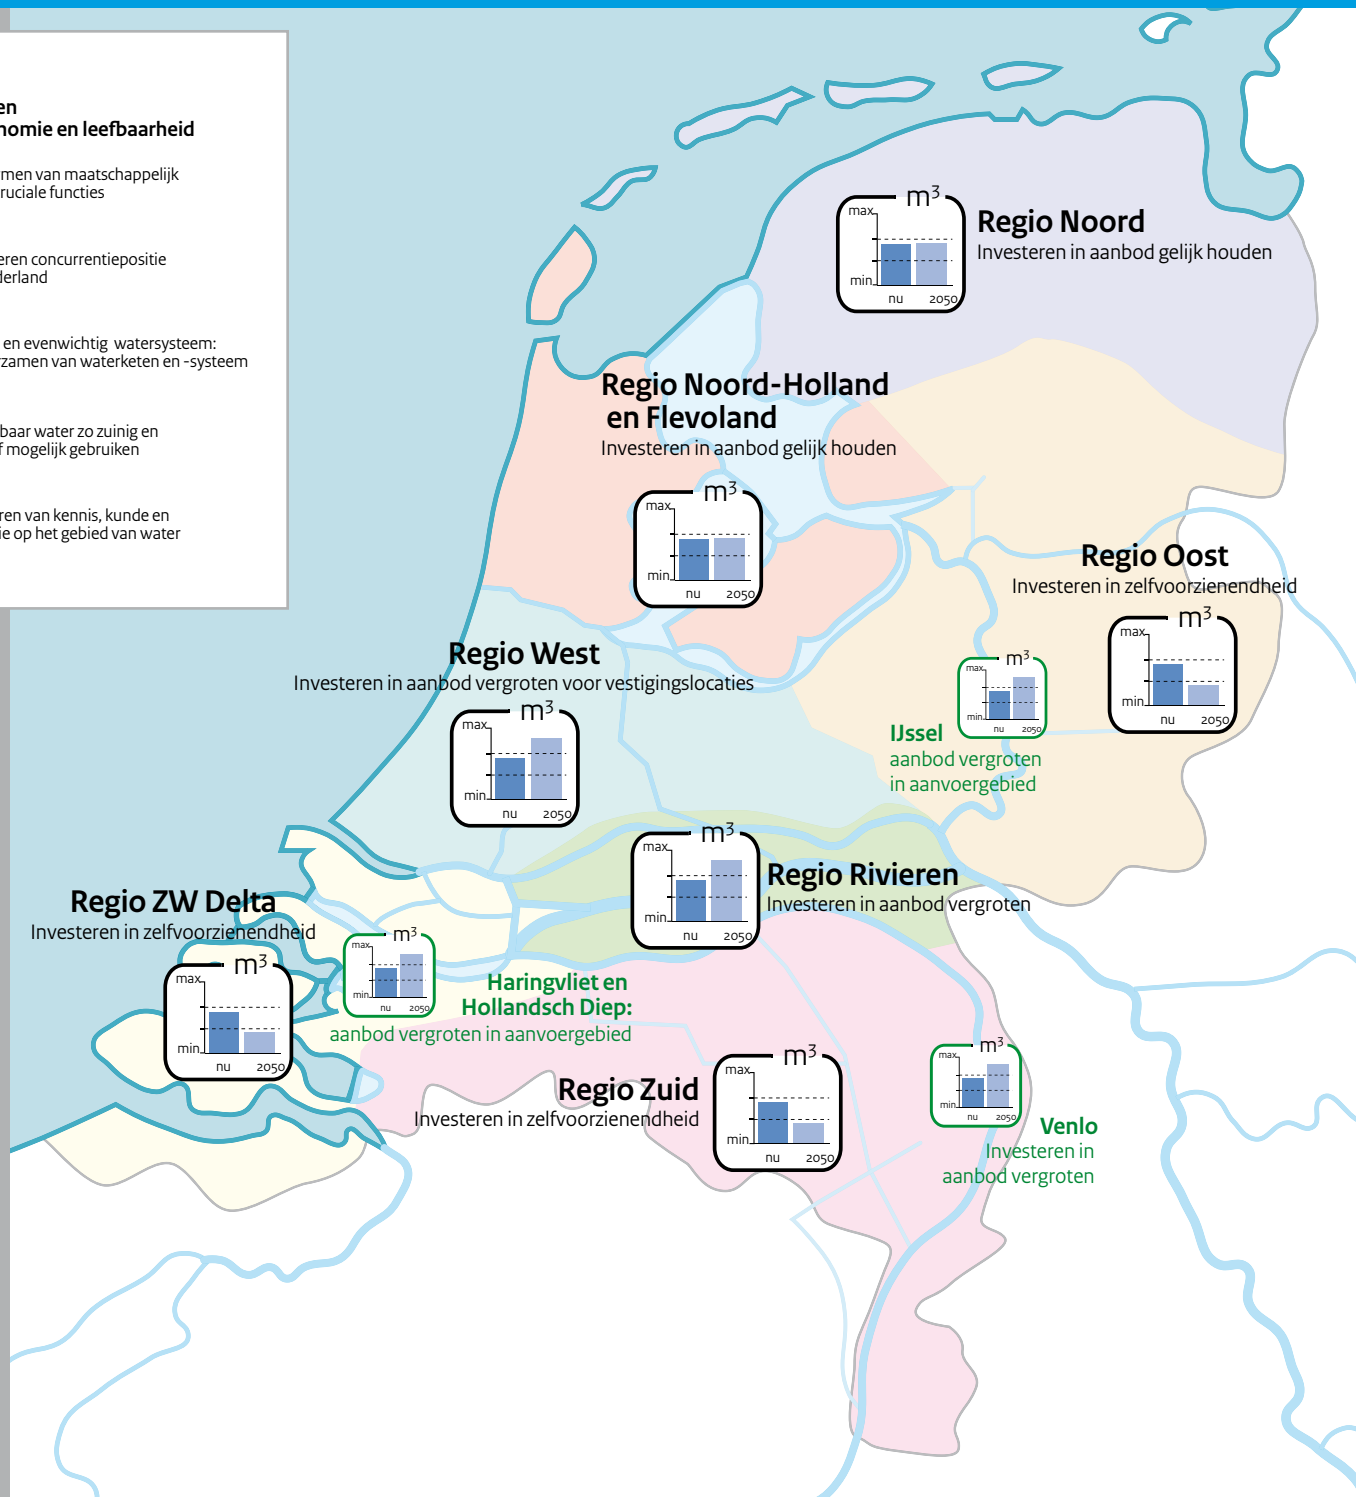 en
nomie en leefbaarheid
men van maatschappelijk
ruciale functies
eren concurrentiepositie
derland
en evenwichtig watersysteem:
rzamen van waterketen en -systeem
baar water zo zuinig en
f mogelijk gebruiken
ren van kennis, kunde en
ie op het gebied van water
m³
max
min
nu 2050
Regio Noord
Investeren in aanbod gelijk houden
Regio Noord-Holland
en Flevoland
Investeren in aanbod gelijk houden
m³
max
min
nu 2050
Regio Oost
Investeren in zelfvoorzienendheid
m³
max
min
nu 2050
Regio West
Investeren in aanbod vergroten voor vestigingslocaties
m³
max
min
nu 2050
m³
max
min
nu 2050
IJssel
aanbod vergroten
in aanvoergebied
m³
max
min
nu 2050
Regio Rivieren
Investeren in aanbod vergroten
Regio ZW Delta
Investeren in zelfvoorzienendheid
m³
max
min
nu 2050
m³
max
min
nu 2050
Haringvliet en
Hollandsch Diep:
aanbod vergroten in aanvoergebied
Regio Zuid
Investeren in zelfvoorzienendheid
m³
max
min
nu 2050
m³
max
min
nu 2050
Venlo
Investeren in
aanbod vergroten